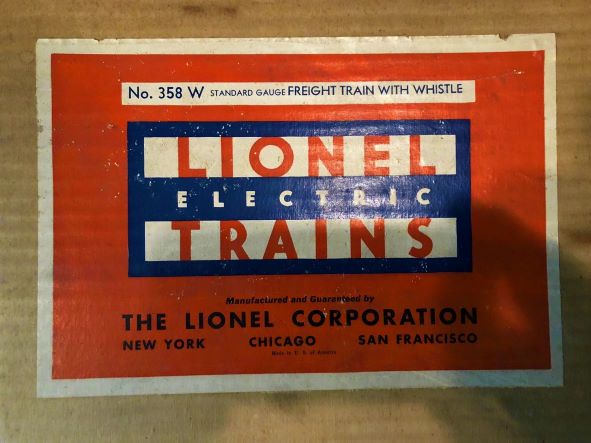 No. 358 W STANDARD GAUGE FREIGHT TRAIN WITH WHISTLE
LIONEL
ELECTRIC
TRAINS
Manufactured and Guaranteed by
THE LIONEL CORPORATION
NEW YORK CHICAGO SAN FRANCISCO
Made in U. S. of America